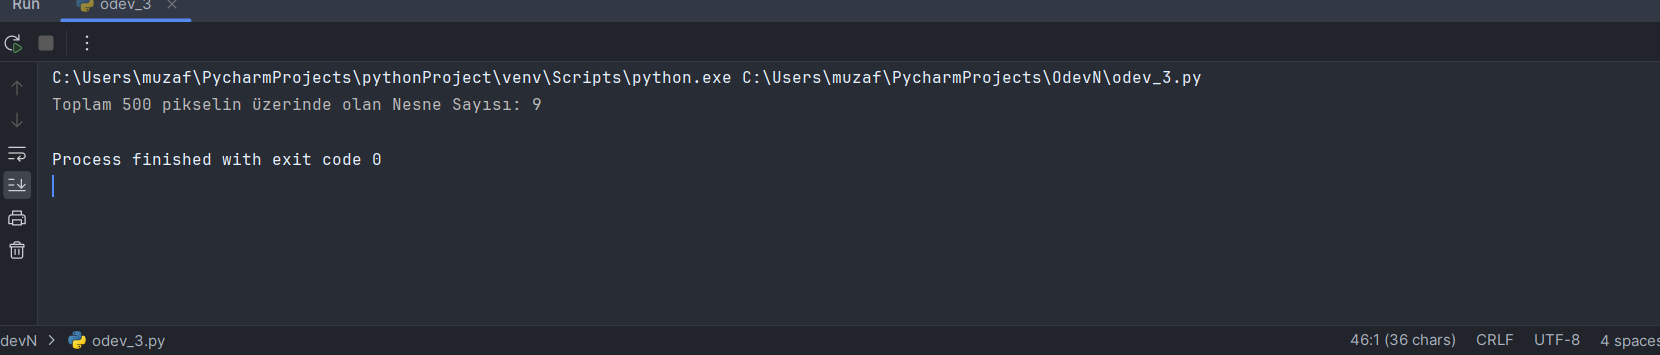 Run odev_3
C:\Users\muzaf\PycharmProjects\pythonProject\venv\Scripts\python.exe C:\Users\muzaf\PycharmProjects\OdevN\odev_3.py
Toplam 500 pikselin üzerinde olan Nesne Sayısı: 9
Process finished with exit code 0
devN > odev_3.py 46:1 (36 chars) CRLF UTF-8 4 spaces